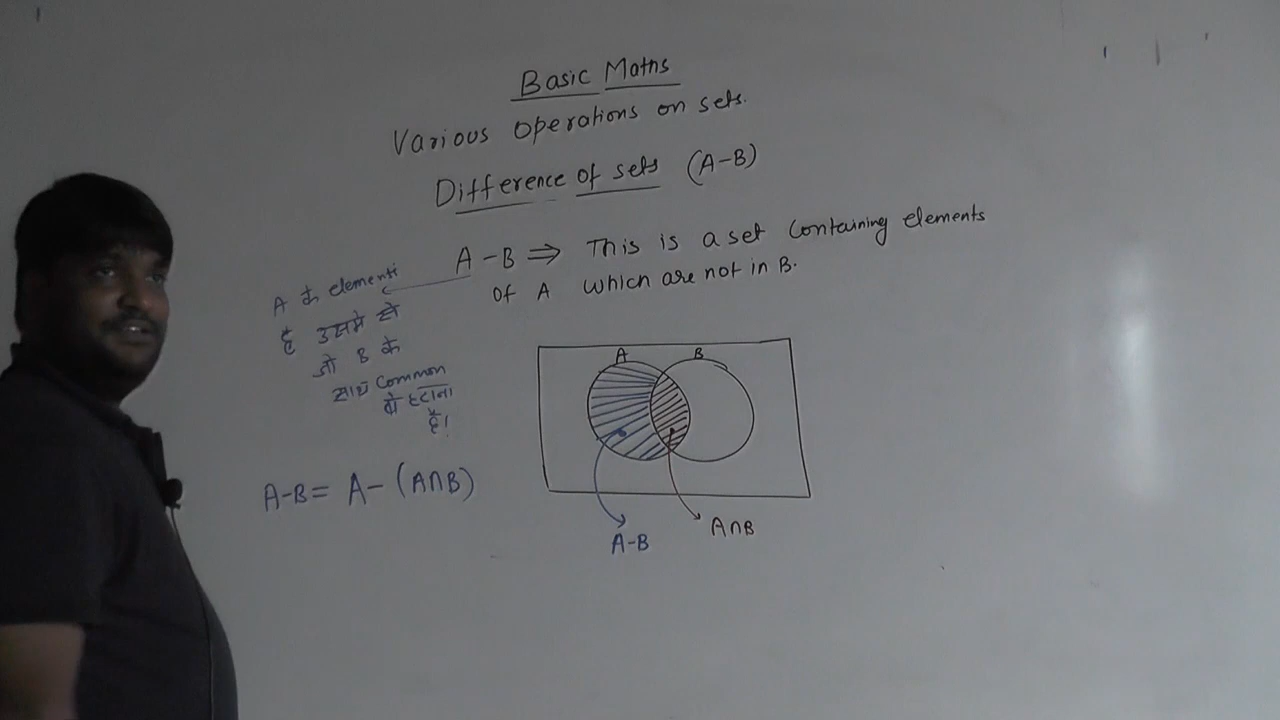 Basic Maths
Various operations on sets.
Difference of sets (A-B)
A-B ⇒ This is a set containing elements
of A which are not in B.
A के elements
हैं उसमे से
जो B के
साथ common
वो हटाना
है।
A-B = A-(A∩B)
A B
A-B
A∩B